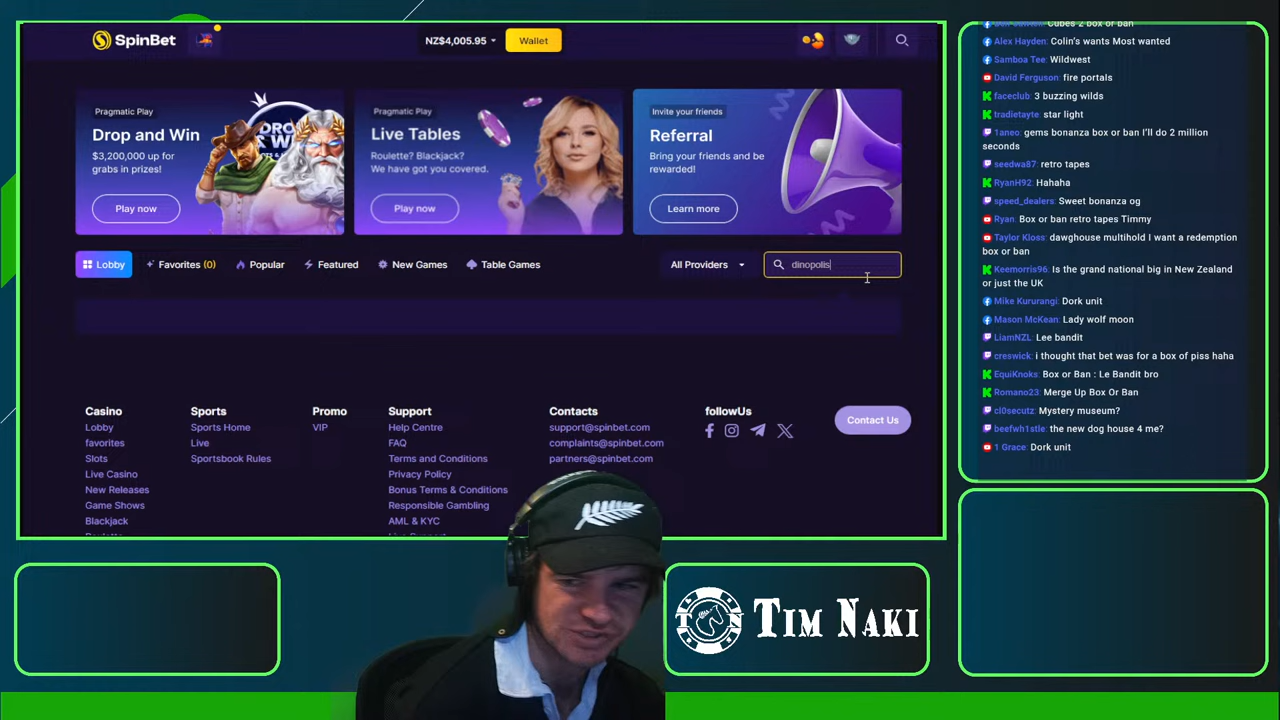 SpinBet
NZ$4,005.95
Wallet
Pragmatic Play
Drop and Win
$3,200,000 up for
grabs in prizes!
Play now
Pragmatic Play
Live Tables
Roulette? Blackjack?
We have got you covered.
Play now
Invite your friends
Referral
Bring your friends and be
rewarded!
Learn more
Lobby
Favorites (0)
Popular
Featured
New Games
Table Games
All Providers
dinopolis
Casino
Lobby
favorites
Slots
Live Casino
New Releases
Game Shows
Blackjack
Sports
Sports Home
Live
Sportsbook Rules
Promo
VIP
Support
Help Centre
FAQ
Terms and Conditions
Privacy Policy
Bonus Terms & Conditions
Responsible Gambling
AML & KYC
Contacts
support@spinbet.com
complaints@spinbet.com
partners@spinbet.com
followUs
Contact Us
TIM NAKI
Cubes 2 box or ban
Alex Hayden: Colin's wants Most wanted
Samboa Tee: Wildwest
David Ferguson: fire portals
faceclub: 3 buzzing wilds
tradietayte: star light
1aneo: gems bonanza box or ban I'll do 2 million
seconds
seedwa87: retro tapes
RyanH92: Hahaha
speed_dealers: Sweet bonanza og
Ryan: Box or ban retro tapes Timmy
Taylor Kloss: dawghouse multihold I want a redemption
box or ban
Keemorris96: Is the grand national big in New Zealand
or just the UK
Mike Kururangi: Dork unit
Mason McKean: Lady wolf moon
LiamNZL: Lee bandit
creswick: i thought that bet was for a box of piss haha
EquiKnoks: Box or Ban : Le Bandit bro
Romano23: Merge Up Box Or Ban
cl0secutz: Mystery museum?
beefwh1stle: the new dog house 4 me?
1 Grace: Dork unit